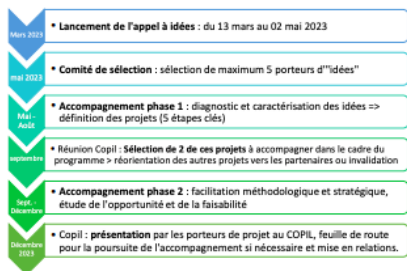 Mars 2023
• Lancement de l'appel à idées : du 13 mars au 02 mai 2023
mai 2023
• Comité de sélection : sélection de maximum 5 porteurs d'"idées"
Mai -
Août
• Accompagnement phase 1 : diagnostic et caractérisation des idées =>
définition des projets (5 étapes clés)
septembre
• Réunion Copil : Sélection de 2 de ces projets à accompagner dans le cadre du
programme > réorientation des autres projets vers les partenaires ou invalidation
Sept. -
Décembre
• Accompagnement phase 2 : facilitation méthodologique et stratégique,
étude de l'opportunité et de la faisabilité
Décembre
2023
• Copil : présentation par les porteurs de projet au COPIL, feuille de route
pour la poursuite de l'accompagnement si nécessaire et mise en relations.